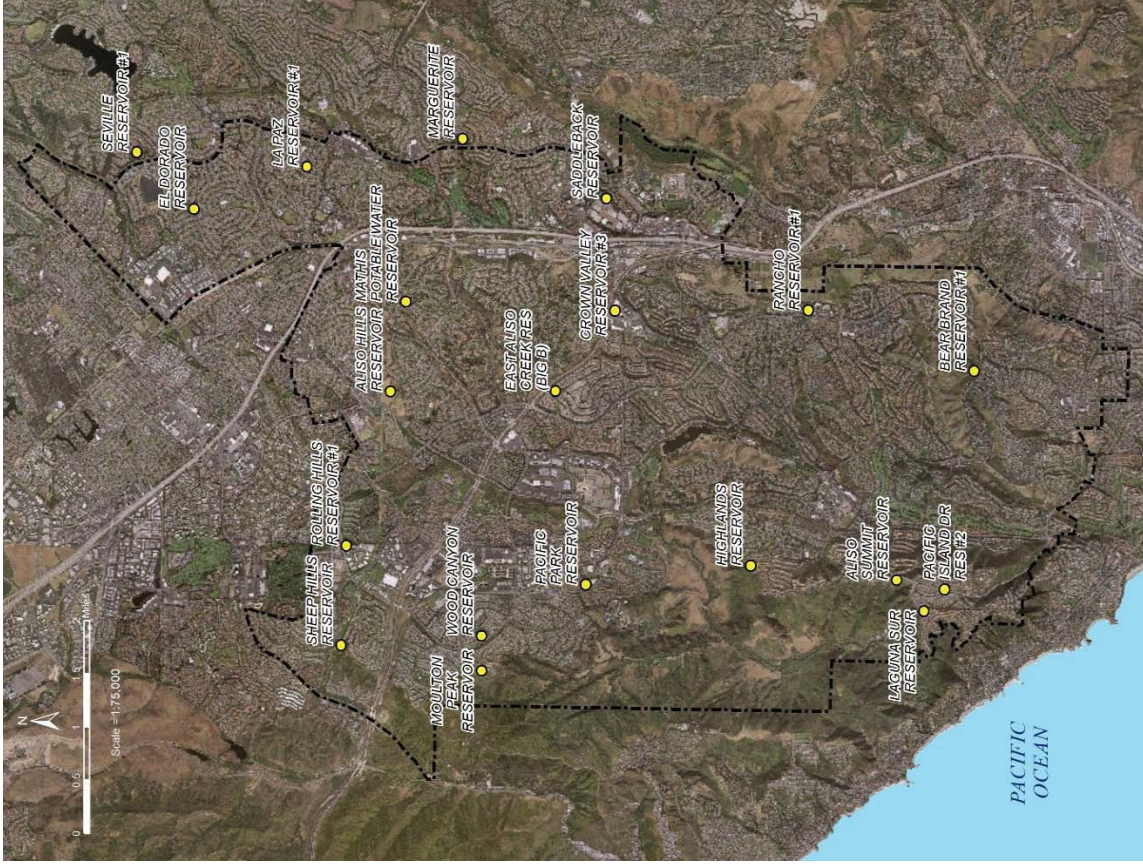 N
0 0.5 1 1.5 2
Miles
Scale =1:75,000
SEVILLE
RESERVOIR #1
EL DORADO
RESERVOIR
LA PAZ
RESERVOIR #1
MARGUERITE
RESERVOIR
SADDLEBACK
RESERVOIR
MATHIS
POTABLE WATER
RESERVOIR
ALISO HILLS
RESERVOIR
CROWN VALLEY
RESERVOIR #3
RANCHO
RESERVOIR #1
EAST ALISO
CREEK RES
(BIG B)
BEAR BRAND
RESERVOIR #1
ROLLING HILLS
RESERVOIR #1
SHEEP HILLS
RESERVOIR
WOOD CANYON
RESERVOIR
MOULTON
PEAK
RESERVOIR
PACIFIC
PARK
RESERVOIR
HIGHLANDS
RESERVOIR
ALISO
SUMMIT
RESERVOIR
PACIFIC
ISLAND DR
RES #2
LAGUNA SUR
RESERVOIR
PACIFIC
OCEAN